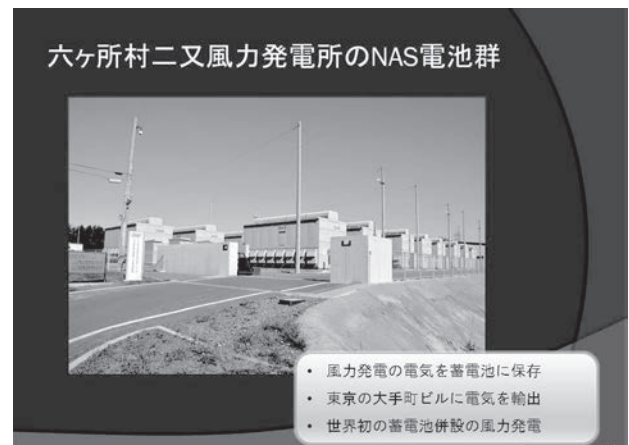 六ヶ所村二又風力発電所のNAS電池群
• 風力発電の電気を蓄電池に保存
• 東京の大手町ビルに電気を輸出
• 世界初の蓄電池併設の風力発電